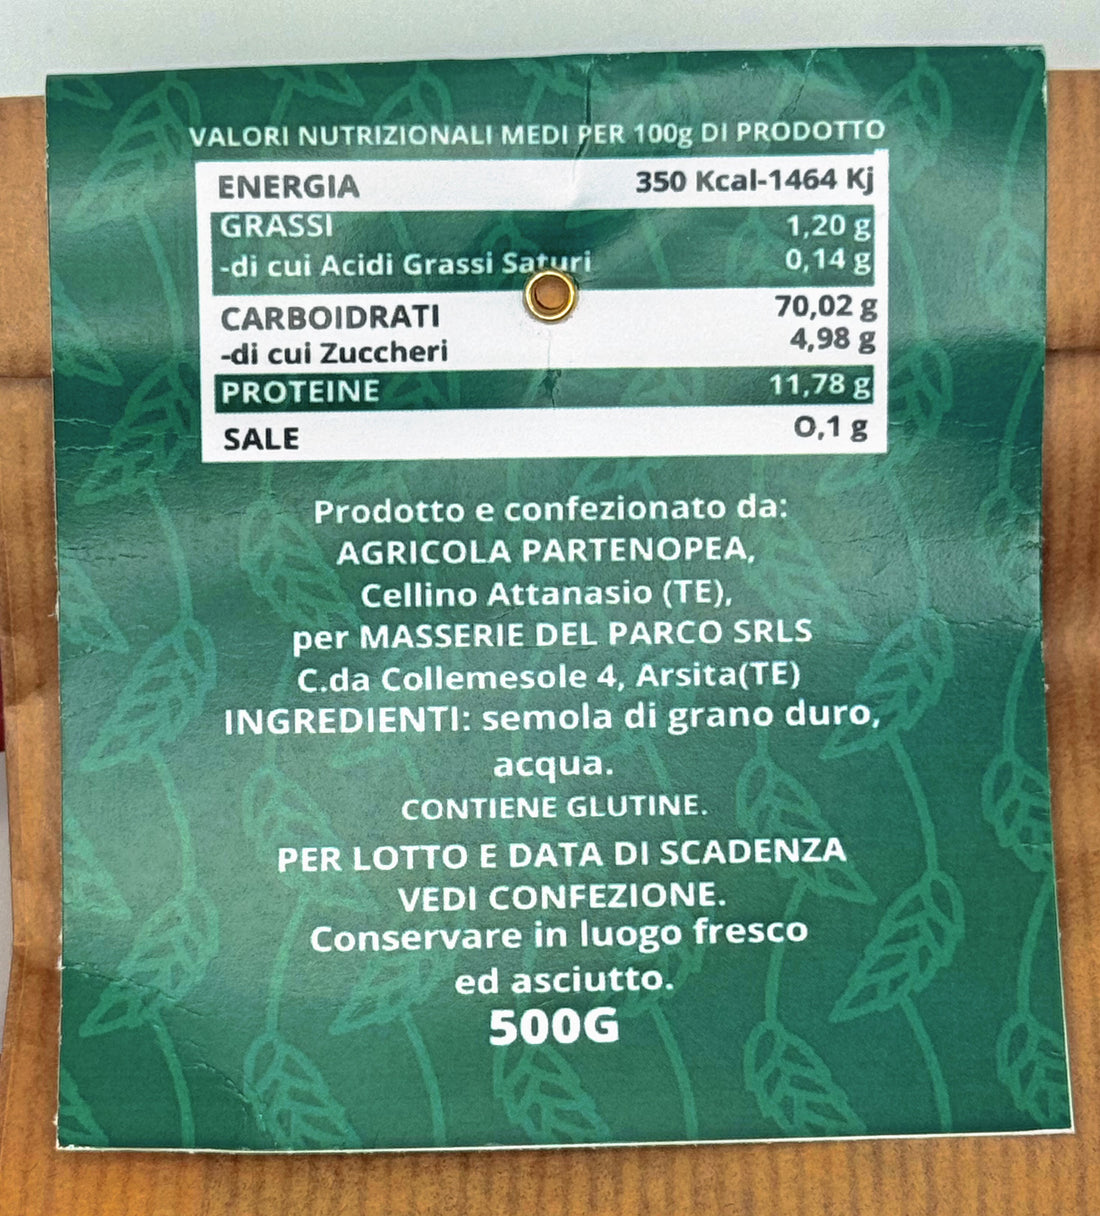 VALORI NUTRIZIONALI MEDI PER 100g DI PRODOTTO
ENERGIA 350 Kcal-1464 Kj
GRASSI 1,20 g
-di cui Acidi Grassi Saturi 0,14 g
CARBOIDRATI 70,02 g
-di cui Zuccheri 4,98 g
PROTEINE 11,78 g
SALE 0,1 g
Prodotto e confezionato da:
AGRICOLA PARTENOPEA,
Cellino Attanasio (TE),
per MASSERIE DEL PARCO SRLS
C.da Collemesole 4, Arsita(TE)
INGREDIENTI: semola di grano duro,
acqua.
CONTIENE GLUTINE.
PER LOTTO E DATA DI SCADENZA
VEDI CONFEZIONE.
Conservare in luogo fresco
ed asciutto.
500G